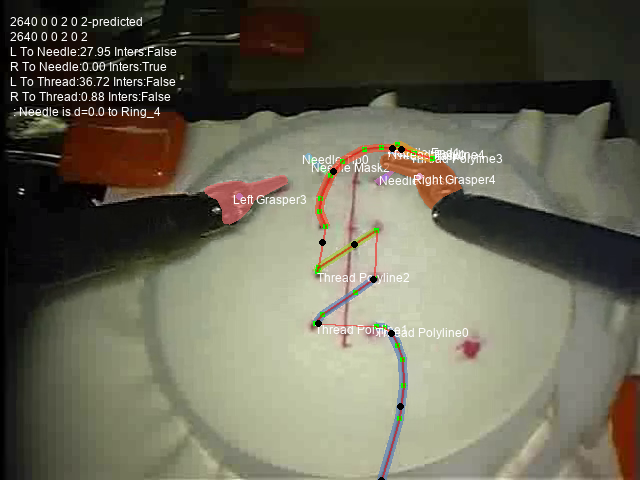 2640 0 0 2 0 2-predicted
2640 0 0 2 0 2
L To Needle:27.95 Inters:False
R To Needle:0.00 Inters:True
L To Thread:36.72 Inters:False
R To Thread:0.88 Inters:False
: Needle is d=0.0 to Ring_4
Needle Mask2
Left Grasper3
Right Grasper4
Thread Polyline2
Thread Polyline0